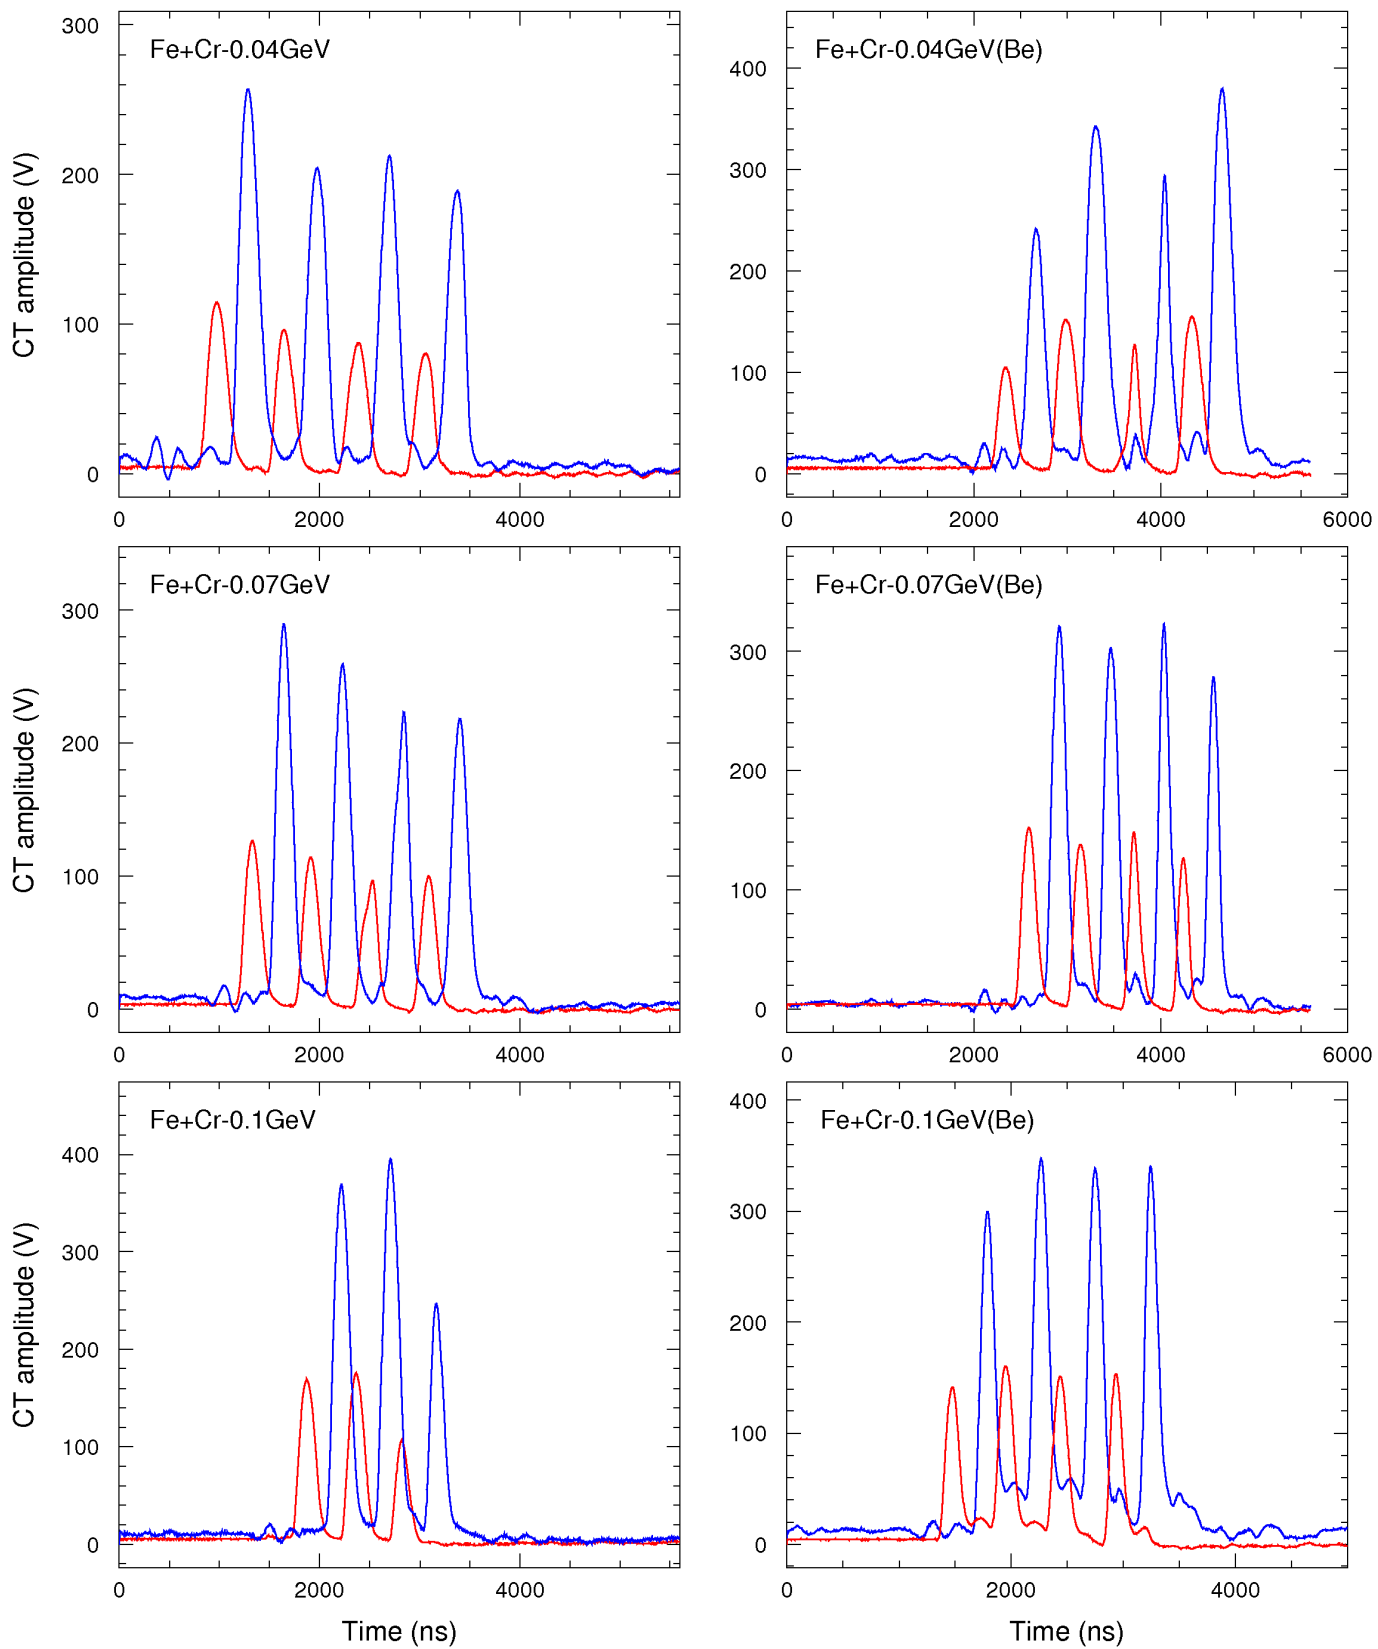 Fe+Cr-0.04GeV
Fe+Cr-0.04GeV(Be)
300
200
100
0
CT amplitude (V)
0 2000 4000
400
300
200
100
0
0 2000 4000 6000
Fe+Cr-0.07GeV
Fe+Cr-0.07GeV(Be)
300
200
100
0
CT amplitude (V)
0 2000 4000
300
200
100
0
0 2000 4000 6000
Fe+Cr-0.1GeV
Fe+Cr-0.1GeV(Be)
400
300
200
100
0
CT amplitude (V)
0 2000 4000
Time (ns)
400
300
200
100
0
0 2000 4000
Time (ns)